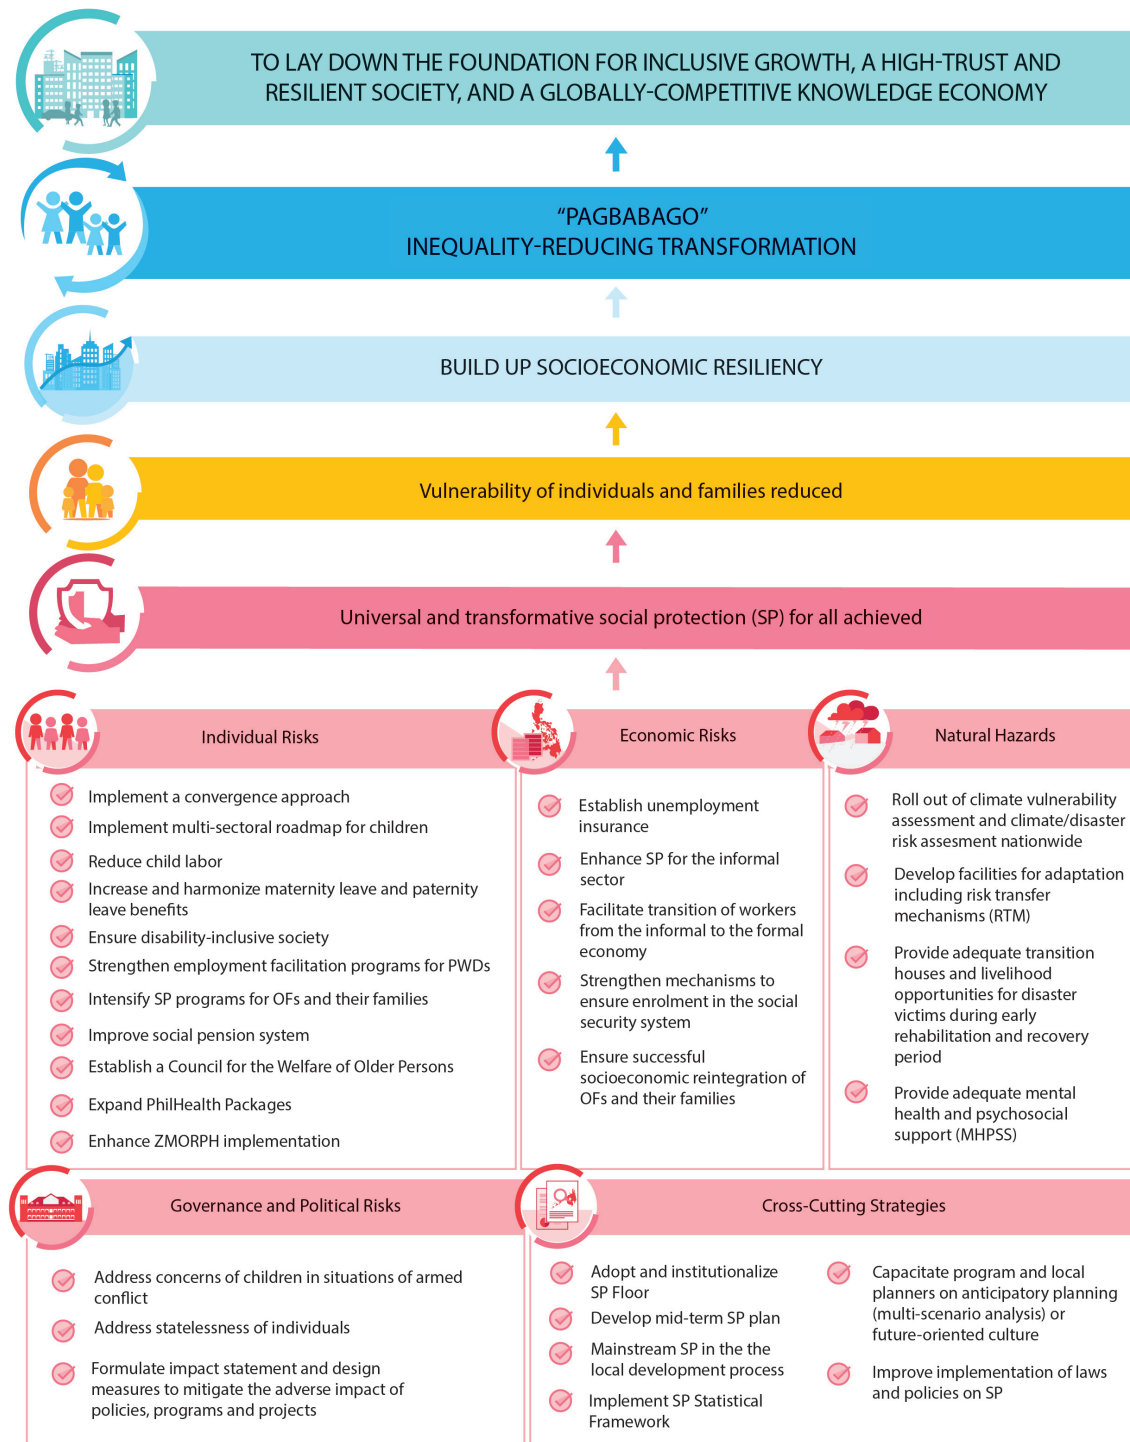 TO LAY DOWN THE FOUNDATION FOR INCLUSIVE GROWTH, A HIGH-TRUST AND
RESILIENT SOCIETY, AND A GLOBALLY-COMPETITIVE KNOWLEDGE ECONOMY
“PAGBABAGO”
INEQUALITY-REDUCING TRANSFORMATION
BUILD UP SOCIOECONOMIC RESILIENCY
Vulnerability of individuals and families reduced
Universal and transformative social protection (SP) for all achieved
Individual Risks
Implement a convergence approach
Implement multi-sectoral roadmap for children
Reduce child labor
Increase and harmonize maternity leave and paternity
leave benefits
Ensure disability-inclusive society
Strengthen employment facilitation programs for PWDs
Intensify SP programs for OFs and their families
Improve social pension system
Establish a Council for the Welfare of Older Persons
Expand PhilHealth Packages
Enhance ZMORPH implementation
Economic Risks
Establish unemployment
insurance
Enhance SP for the informal
sector
Facilitate transition of workers
from the informal to the formal
economy
Strengthen mechanisms to
ensure enrolment in the social
security system
Ensure successful
socioeconomic reintegration of
OFs and their families
Natural Hazards
Roll out of climate vulnerability
assessment and climate/disaster
risk assesment nationwide
Develop facilities for adaptation
including risk transfer
mechanisms (RTM)
Provide adequate transition
houses and livelihood
opportunities for disaster
victims during early
rehabilitation and recovery
period
Provide adequate mental
health and psychosocial
support (MHPSS)
Governance and Political Risks
Address concerns of children in situations of armed
conflict
Address statelessness of individuals
Formulate impact statement and design
measures to mitigate the adverse impact of
policies, programs and projects
Cross-Cutting Strategies
Adopt and institutionalize
SP Floor
Develop mid-term SP plan
Mainstream SP in the the
local development process
Implement SP Statistical
Framework
Capacitate program and local
planners on anticipatory planning
(multi-scenario analysis) or
future-oriented culture
Improve implementation of laws
and policies on SP